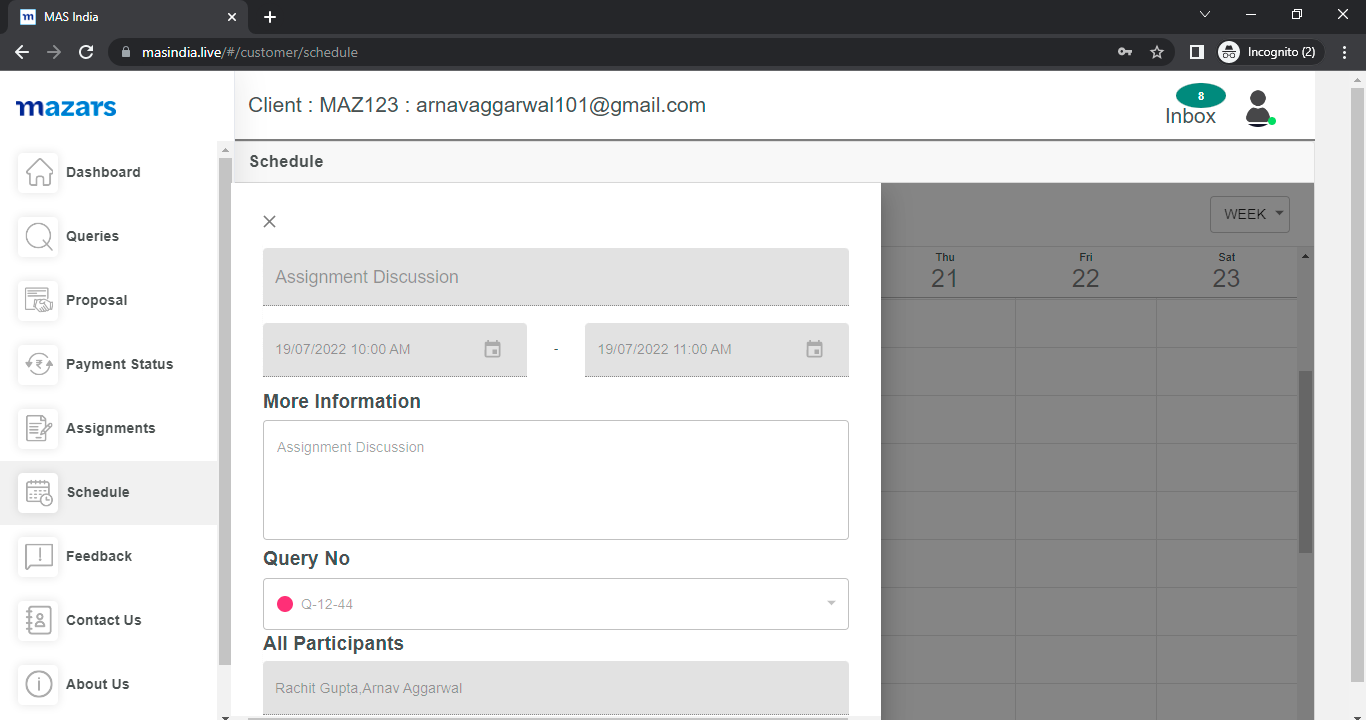 MAS India
masindia.live/#/customer/schedule
Incognito (2)
mazars
Client : MAZ123 : arnavaggarwal101@gmail.com
8
Inbox
Dashboard
Queries
Proposal
Payment Status
Assignments
Schedule
Feedback
Contact Us
About Us
Schedule
WEEK
Thu
21
Fri
22
Sat
23
Assignment Discussion
19/07/2022 10:00 AM - 19/07/2022 11:00 AM
More Information
Assignment Discussion
Query No
Q-12-44
All Participants
Rachit Gupta,Arnav Aggarwal